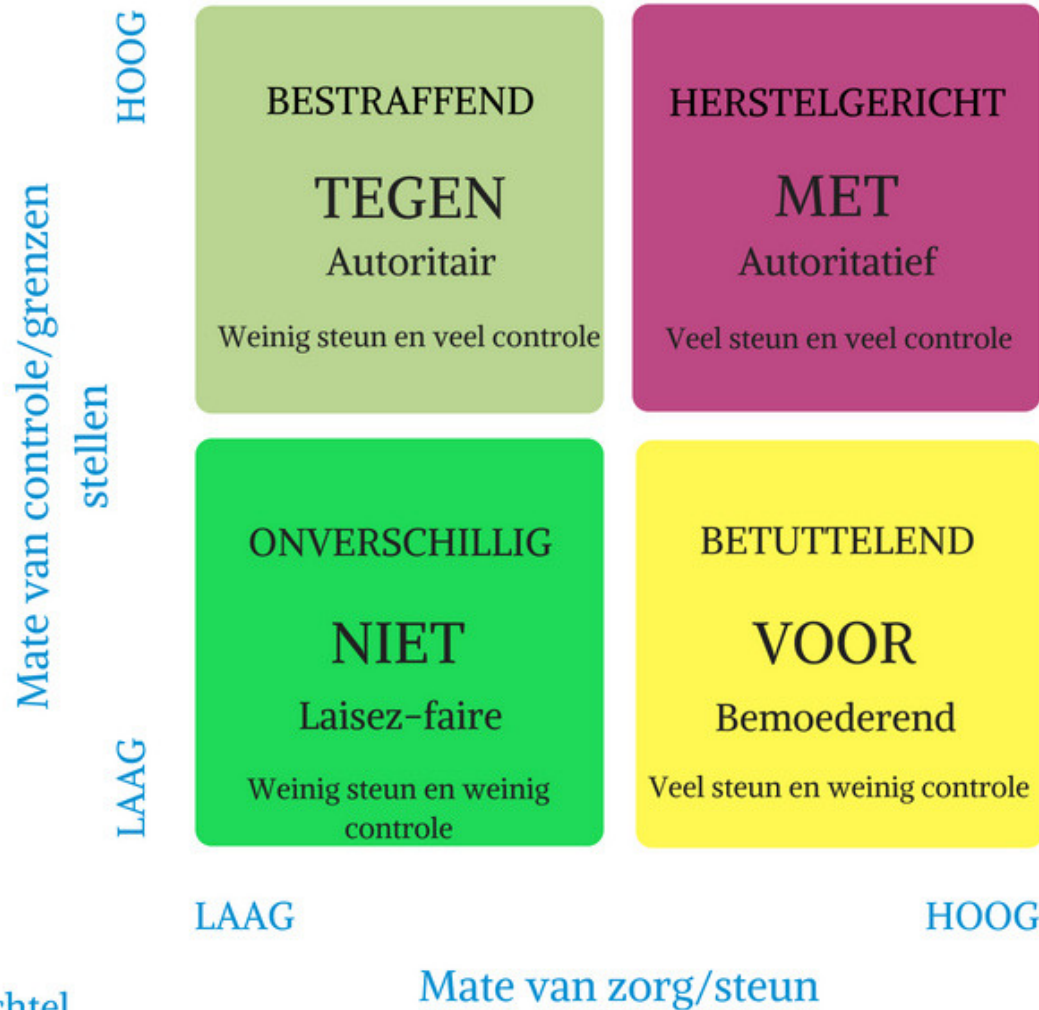 HOOG
BESTRAFFEND
TEGEN
Autoritair
Weinig steun en veel controle
HERSTELGERICHT
MET
Autoritatief
Veel steun en veel controle
Mate van controle/grenzen
stellen
ONVERSCHILLIG
NIET
Laisez-faire
Weinig steun en weinig
controle
BETUTTELEND
VOOR
Bemoederend
Veel steun en weinig controle
LAAG
LAAG
HOOG
Mate van zorg/steun